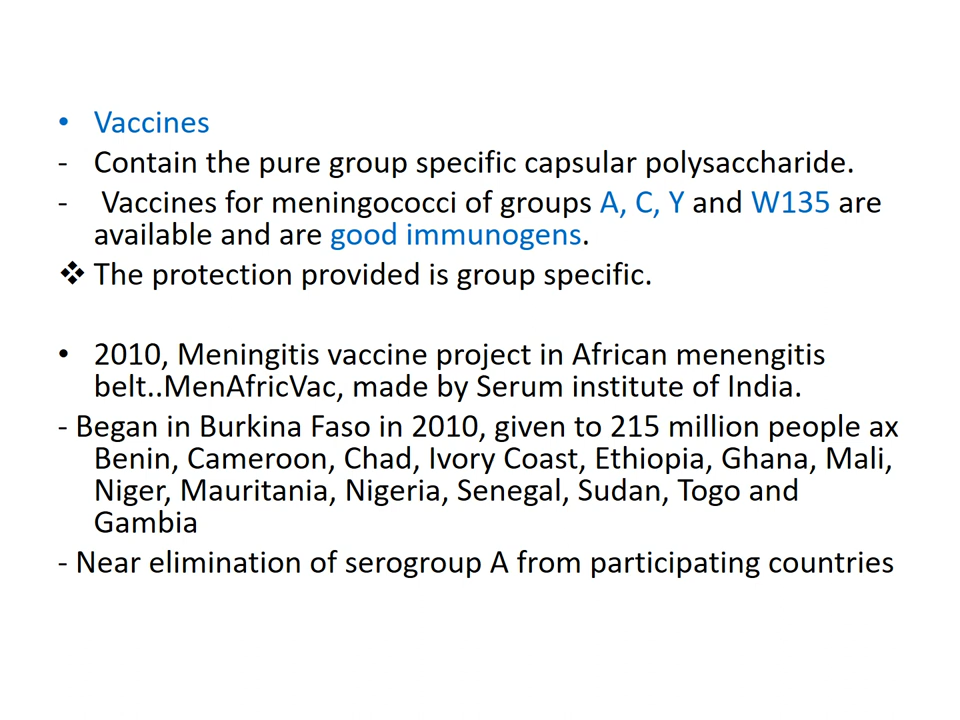 • Vaccines
- Contain the pure group specific capsular polysaccharide.
- Vaccines for meningococci of groups A, C, Y and W135 are
available and are good immunogens.
❖ The protection provided is group specific.
• 2010, Meningitis vaccine project in African menengitis
belt..MenAfricVac, made by Serum institute of India.
- Began in Burkina Faso in 2010, given to 215 million people ax
Benin, Cameroon, Chad, Ivory Coast, Ethiopia, Ghana, Mali,
Niger, Mauritania, Nigeria, Senegal, Sudan, Togo and
Gambia
- Near elimination of serogroup A from participating countries